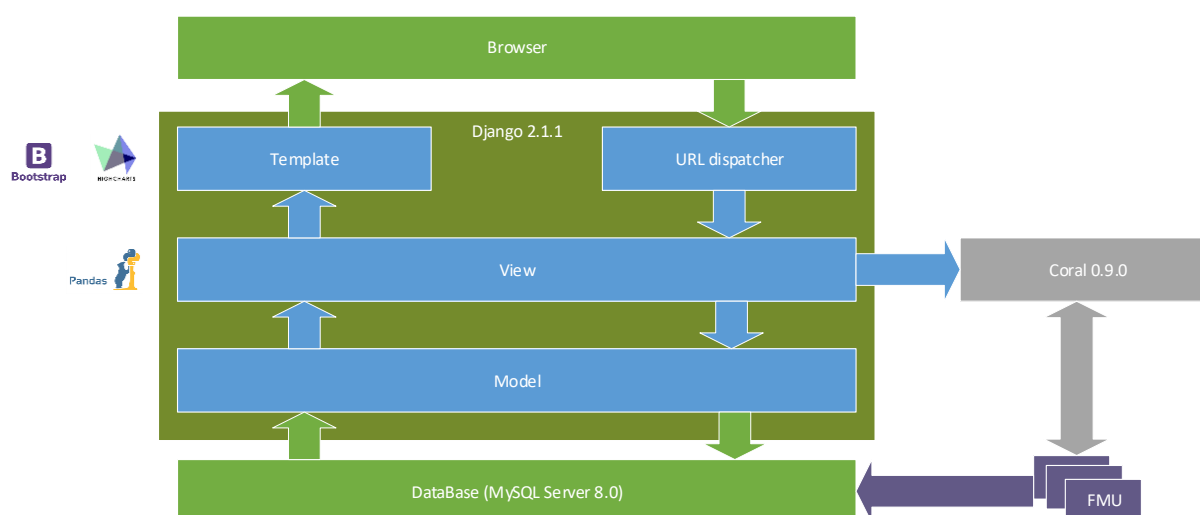 Browser
Django 2.1.1
Template
URL dispatcher
B
Bootstrap
HIGHCHARTS
View
Pandas
Coral 0.9.0
Model
DataBase (MySQL Server 8.0)
FMU